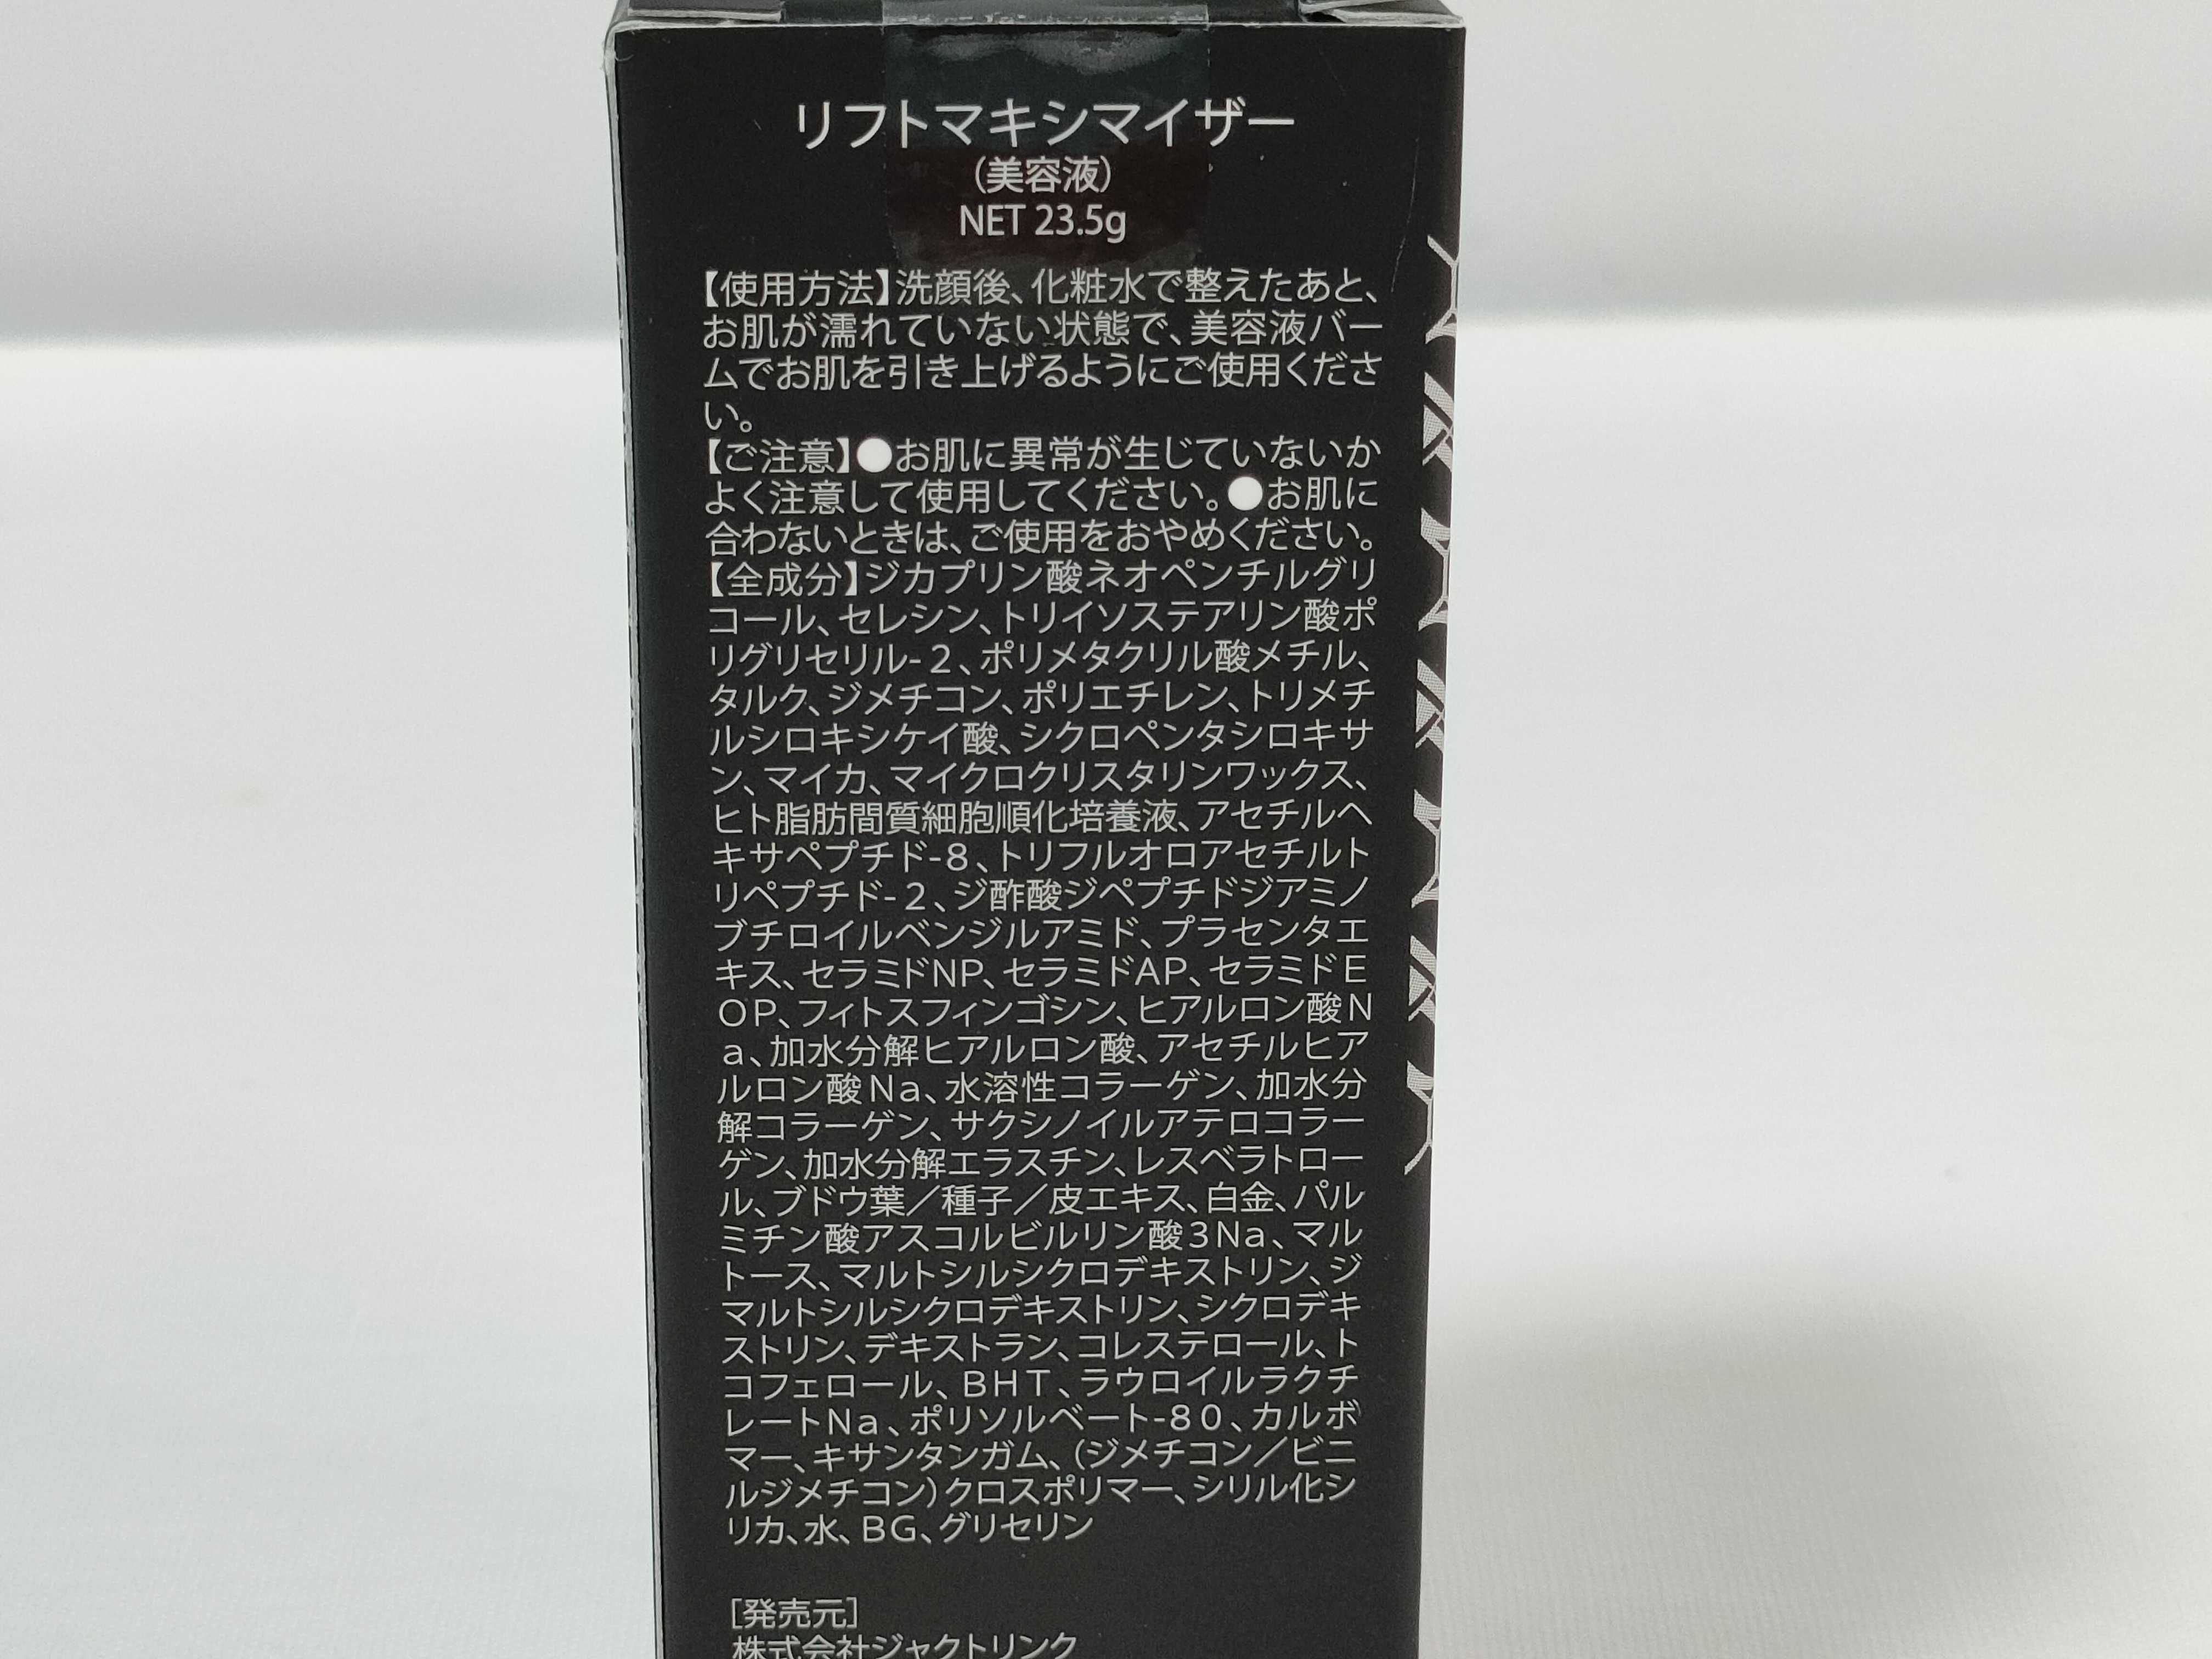 リフトマキシマイザー
（美容液）
NET 23.5g
【使用方法】洗顔後、化粧水で整えたあと、
お肌が濡れていない状態で、美容液バー
ムでお肌を引き上げるようにご使用くださ
い。
【ご注意】●お肌に異常が生じていないか
よく注意して使用してください。●お肌に
合わないときは、ご使用をおやめください。
【全成分】ジカプリン酸ネオペンチルグリ
コール、セレシン、トリイソステアリン酸ポ
リグリセリル-２、ポリメタクリル酸メチル、
タルク、ジメチコン、ポリエチレン、トリメチ
ルシロキシケイ酸、シクロペンタシロキサ
ン、マイカ、マイクロクリスタリンワックス、
ヒト脂肪間質細胞順化培養液、アセチルヘ
キサペプチド-8、トリフルオロアセチルト
リペプチド-２、ジ酢酸ジペプチドジアミノ
ブチロイルベンジルアミド、プラセンタエ
キス、セラミドNP、セラミドAP、セラミドE
OP、フィトスフィンゴシン、ヒアルロン酸N
a、加水分解ヒアルロン酸、アセチルヒア
ルロン酸Na、水溶性コラーゲン、加水分
解コラーゲン、サクシノイルアテロコラー
ゲン、加水分解エラスチン、レスベラトロー
ル、ブドウ葉／種子／皮エキス、白金、パル
ミチン酸アスコルビルリン酸3Na、マル
トース、マルトシルシクロデキストリン、ジ
マルトシルシクロデキストリン、シクロデキ
ストリン、デキストラン、コレステロール、ト
コフェロール、BHT、ラウロイルラクチ
レートNa、ポリソルベート-80、カルボ
マー、キサンタンガム、（ジメチコン／ビニ
ルジメチコン）クロスポリマー、シリル化シ
リカ、水、BG、グリセリン
［発売元］
株式会社ジャクトリンク